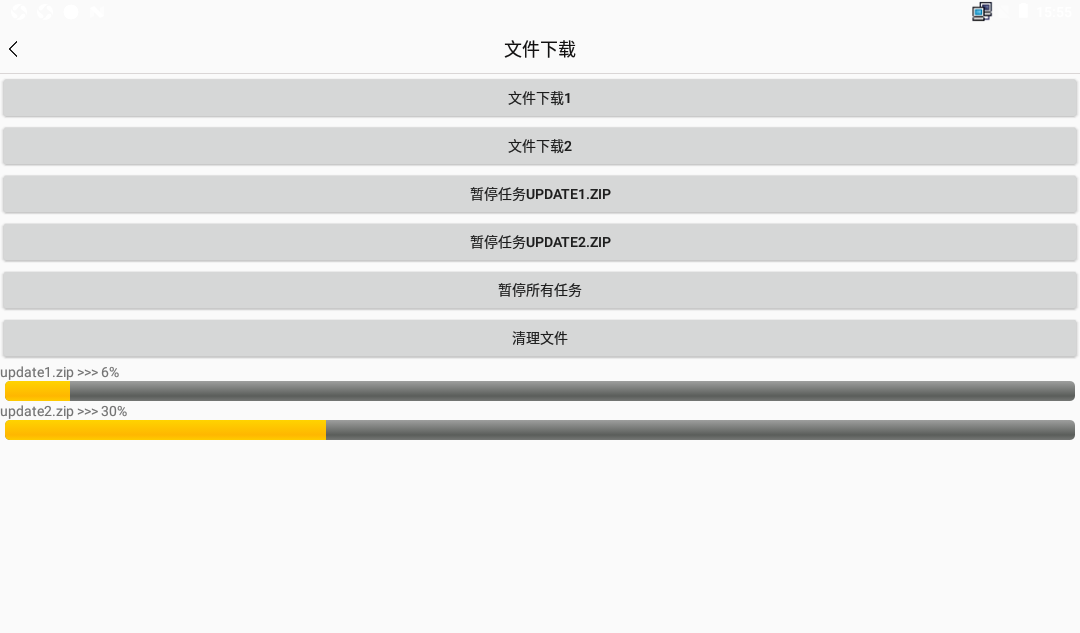 文件下载
文件下载1
文件下载2
暂停任务UPDATE1.ZIP
暂停任务UPDATE2.ZIP
暂停所有任务
清理文件
update1.zip >>> 6%
update2.zip >>> 30%